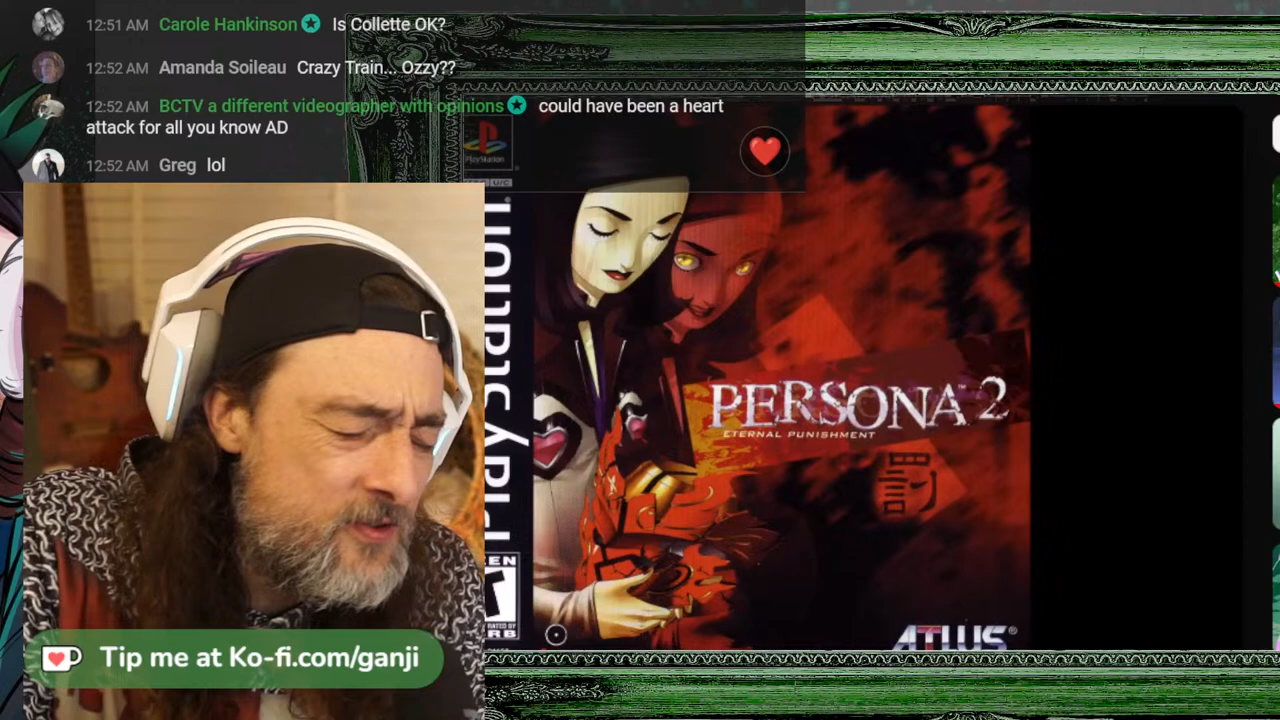 12:51 AM Carole Hankinson Is Collette OK?
12:52 AM Amanda Soileau Crazy Train... Ozzy??
12:52 AM BCTV a different videographer with opinions could have been a heart
attack for all you know AD
12:52 AM Greg lol
PlayStation
PlayStation
PERSONA 2
ETERNAL PUNISHMENT
罰
ATLUS®
Tip me at Ko-fi.com/ganji